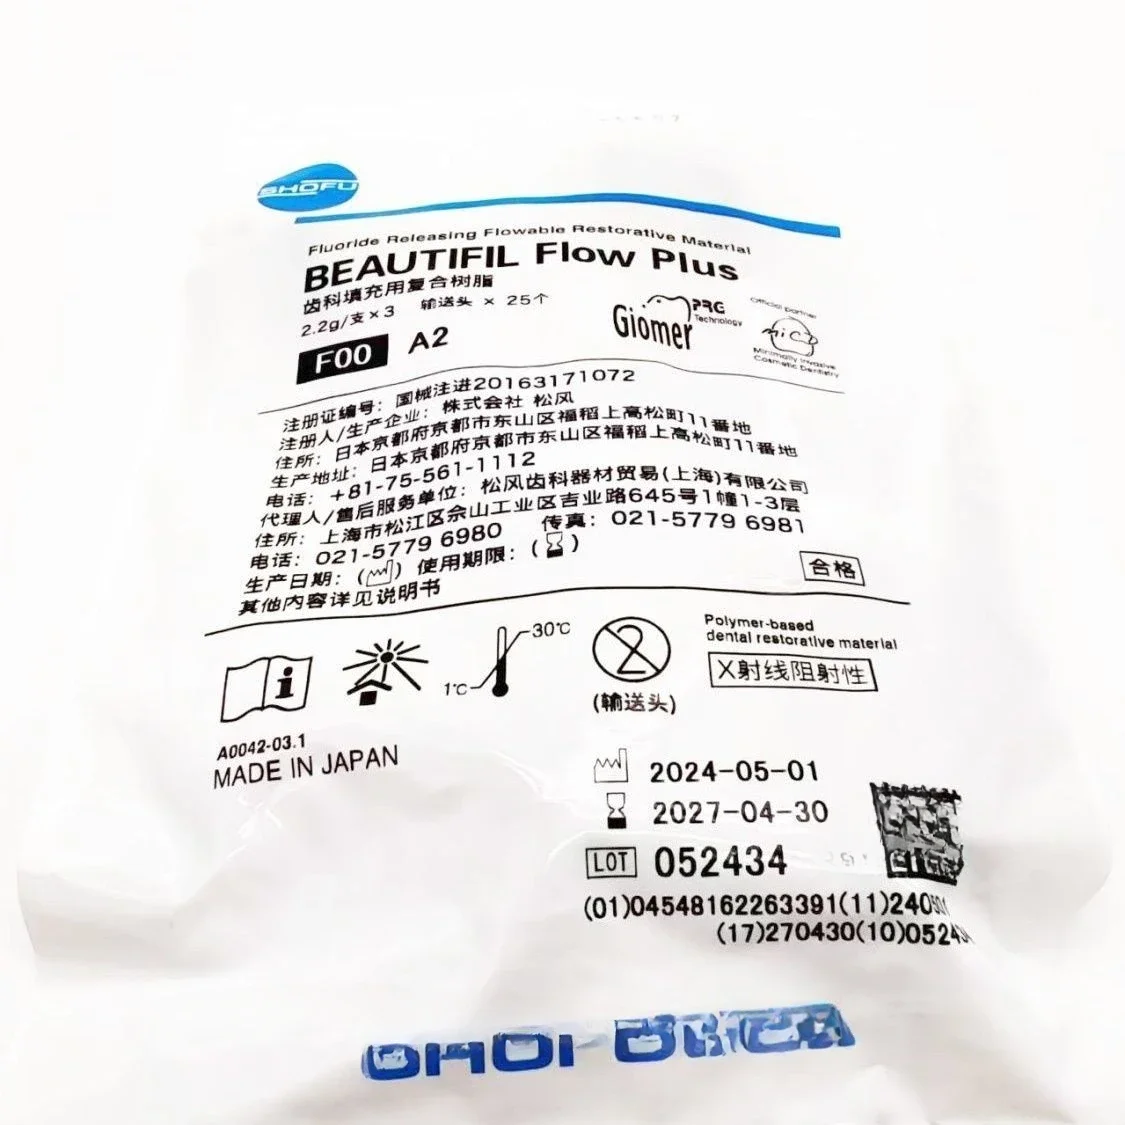 SHOFU
Fluoride Releasing Flowable Restorative Material
BEAUTIFIL Flow Plus
齿科填充用复合树脂
2.2g/支×3 输送头 × 25个
F00 A2
Giomer PRG Technology
Official partner
MiCD
Minimally Invasive
Cosmetic Dentistry
注册证编号：国械注进20163171072
注册人/生产企业：株式会社 松风
住所：日本京都府京都市东山区福稻上高松町11番地
生产地址：日本京都府京都市东山区福稻上高松町11番地
电话：+81-75-561-1112
代理人/售后服务单位：松风齿科器材贸易(上海)有限公司
住所：上海市松江区佘山工业区吉业路645号1幢1-3层
电话：021-5779 6980 传真：021-5779 6981
生产日期：( ) 使用期限：( )
其他内容详见说明书
合格
1℃ 30℃
2
(输送头)
Polymer-based
dental restorative material
X射线阻射性
A0042-03.1
MADE IN JAPAN
2024-05-01
2027-04-30
LOT 052434
(01)04548162263391(11)240501
(17)270430(10)052434